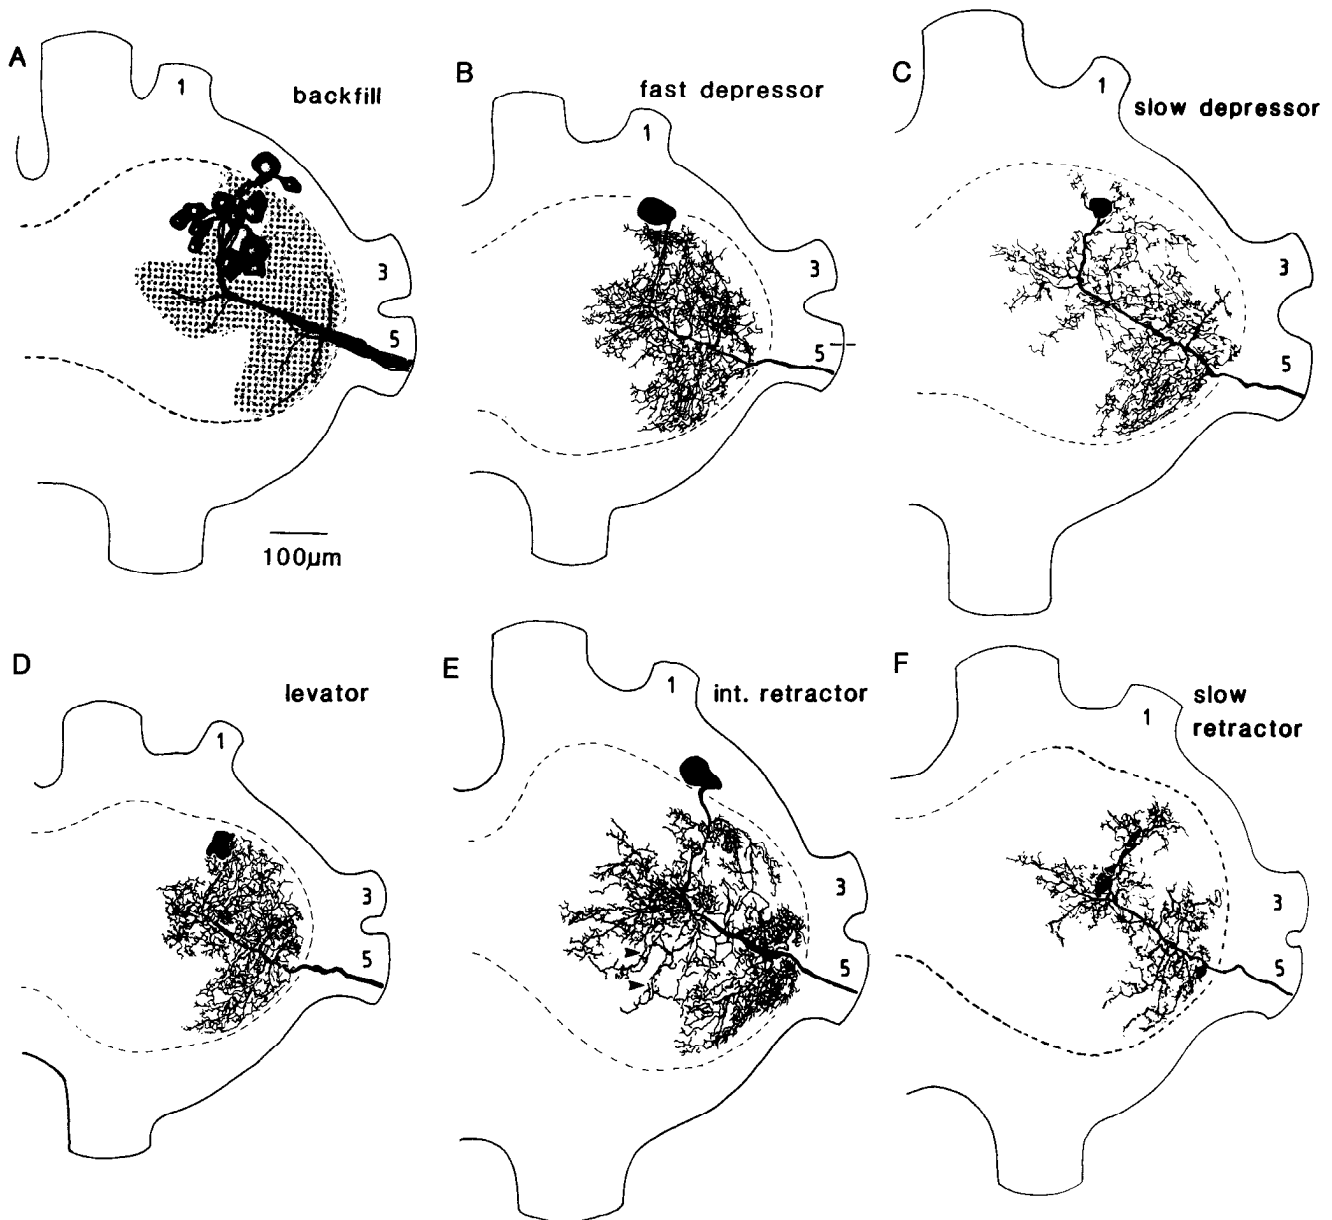 A
1
backfill
3
5
100µm
B
fast depressor
1
3
5
C
1
slow depressor
3
5
D
levator
1
3
5
E
1
int. retractor
3
5
F
1
slow
retractor
3
5